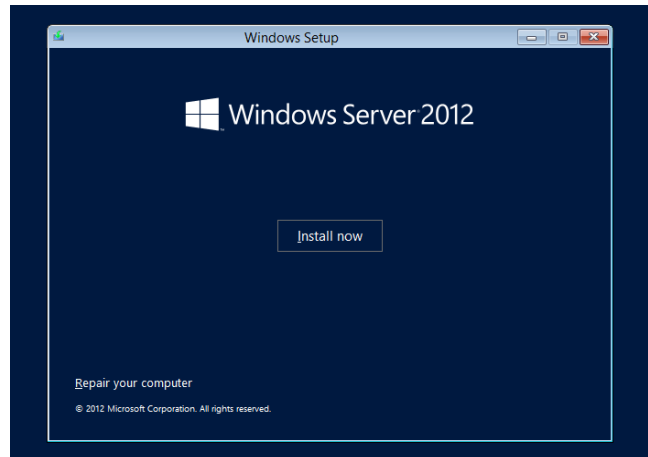 Windows Setup
Windows Server 2012
Install now
Repair your computer
© 2012 Microsoft Corporation. All rights reserved.